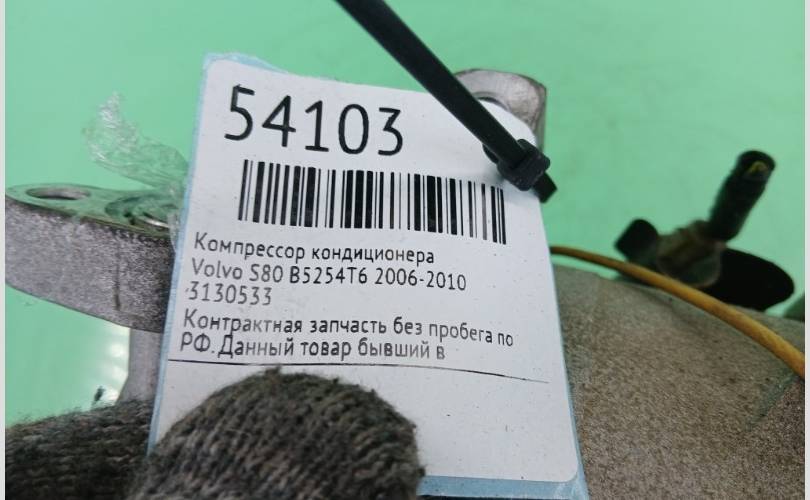 54103
Компрессор кондиционера
Volvo S80 B5254T6 2006-2010
3130533
Контрактная запчасть без пробега по
РФ. Данный товар бывший в